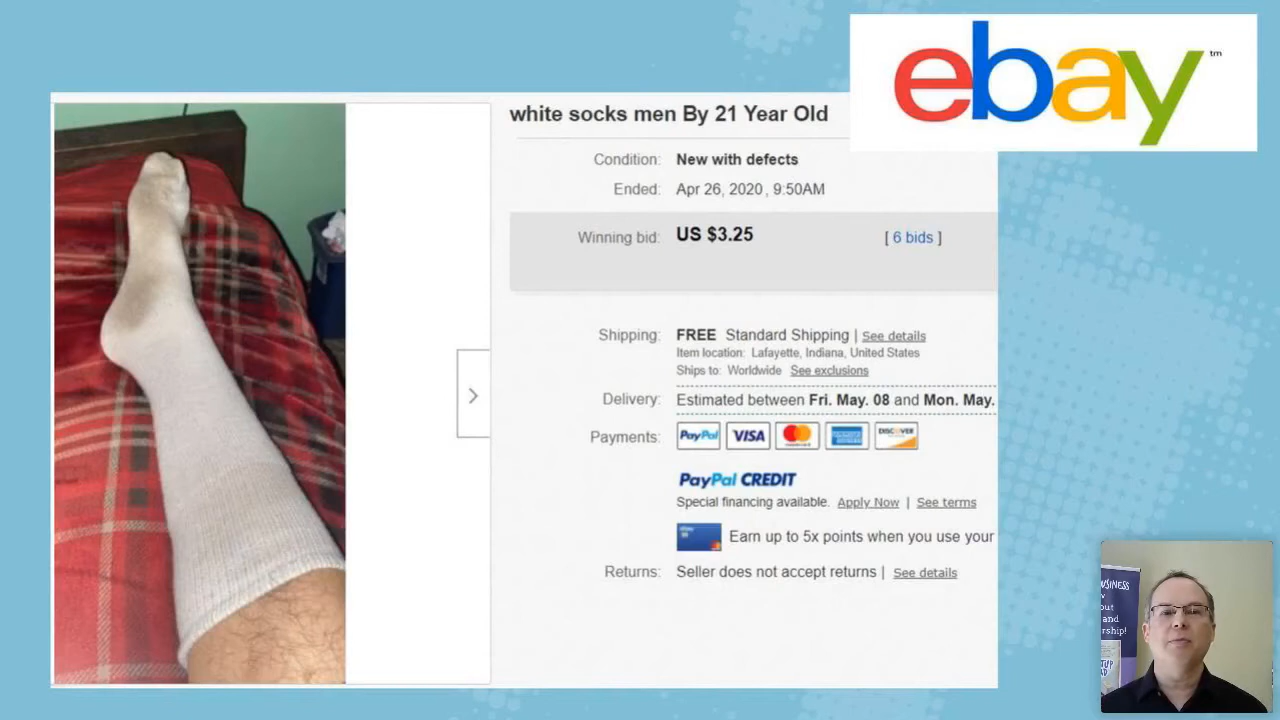 ebay™
white socks men By 21 Year Old
Condition: New with defects
Ended: Apr 26, 2020 , 9:50AM
Winning bid: US $3.25 [ 6 bids ]
Shipping: FREE Standard Shipping | See details
Item location: Lafayette, Indiana, United States
Ships to: Worldwide See exclusions
Delivery: Estimated between Fri. May. 08 and Mon. May.
Payments: PayPal VISA MasterCard AMERICAN EXPRESS DISCOVER
PayPal CREDIT
Special financing available. Apply Now | See terms
Earn up to 5x points when you use your
Returns: Seller does not accept returns | See details